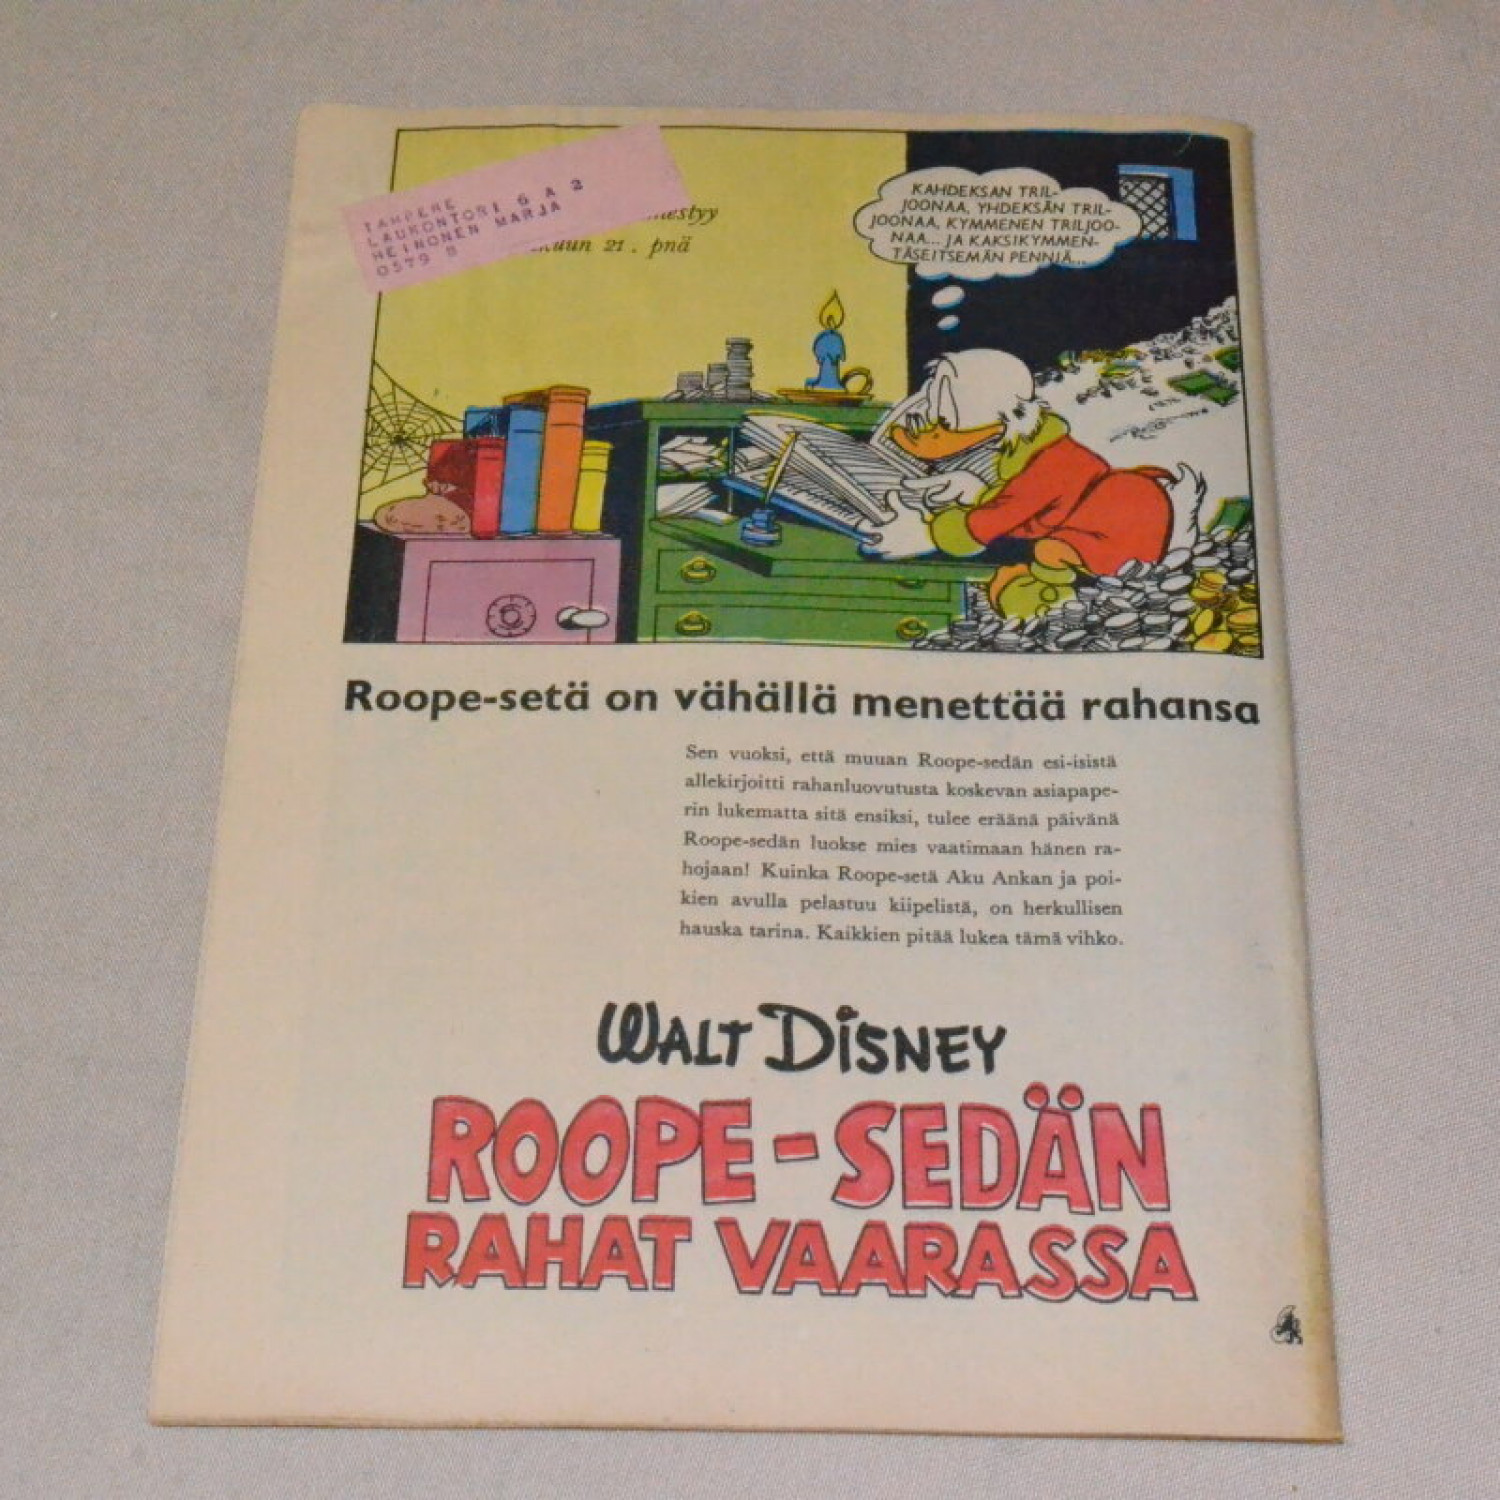 TAMPERE
LAUKONTORI 6 A 2
HEINONEN MARJA
0579 8
21. pnä
KAHDEKSAN TRIL-
JOONAA, YHDEKSÄN TRIL-
JOONAA, KYMMENEN TRILJOO-
NAA... JA KAKSIKYMMEN-
TÄSEITSEMÄN PENNIÄ...
Roope-setä on vähällä menettää rahansa
Sen vuoksi, että muuan Roope-sedän esi-isistä
allekirjoitti rahanluovutusta koskevan asiapape-
rin lukematta sitä ensiksi, tulee eräänä päivänä
Roope-sedän luokse mies vaatimaan hänen ra-
hojaan! Kuinka Roope-setä Aku Ankan ja poi-
kien avulla pelastuu kiipelistä, on herkullisen
hauska tarina. Kaikkien pitää lukea tämä vihko.
WALT DISNEY
ROOPE-SEDÄN
RAHAT VAARASSA